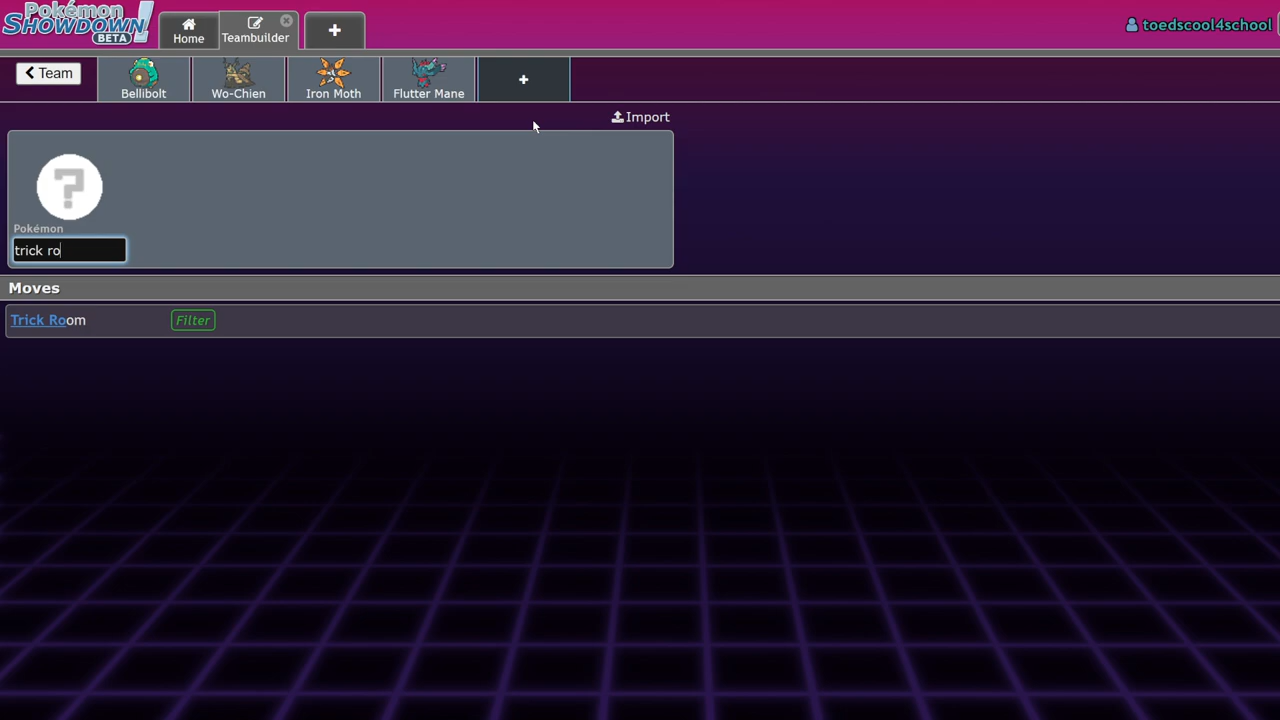 Pokémon
SHOWDOWN!
BETA
Home
Teambuilder
+
toedscool4school
Team
Bellibolt
Wo-Chien
Iron Moth
Flutter Mane
+
Import
?
Pokémon
trick ro
Moves
Trick Room
Filter